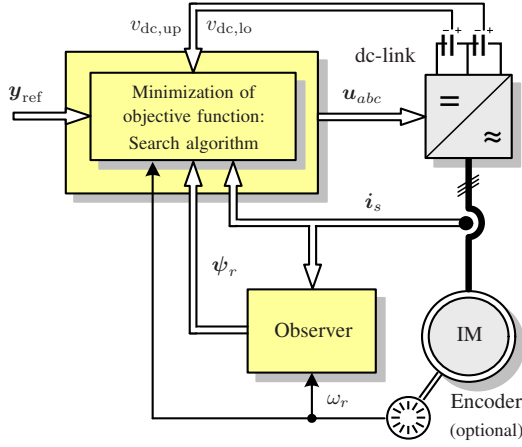 v_dc,up v_dc,lo
− + − +
dc-link
y_ref
Minimization of
objective function:
Search algorithm
u_abc
=
≈
i_s
ψ_r
Observer
IM
ω_r
Encoder
(optional)